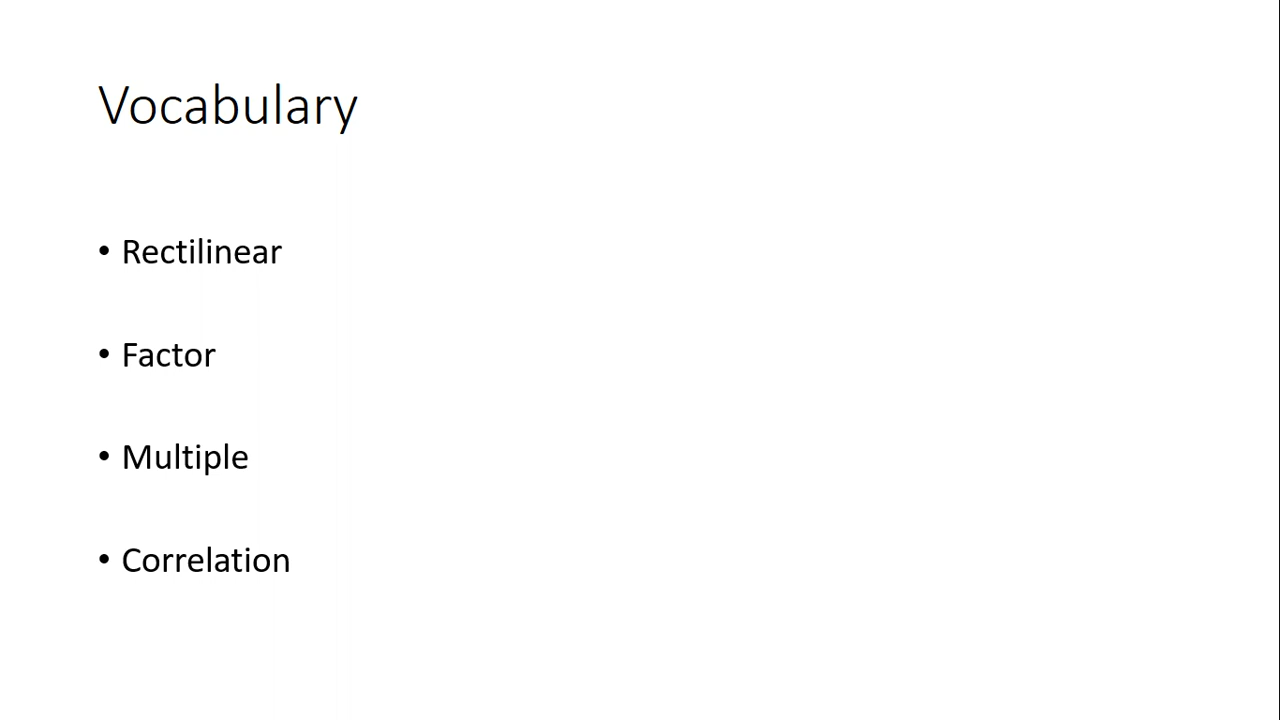 Vocabulary
• Rectilinear
• Factor
• Multiple
• Correlation